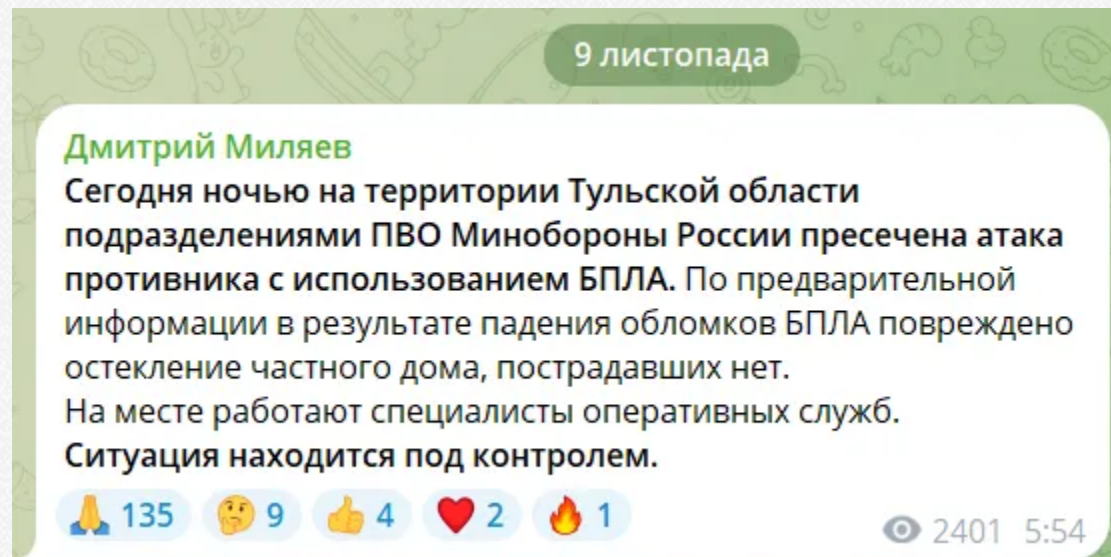 9 листопада
Дмитрий Миляев
Сегодня ночью на территории Тульской области
подразделениями ПВО Минобороны России пресечена атака
противника с использованием БПЛА. По предварительной
информации в результате падения обломков БПЛА повреждено
остекление частного дома, пострадавших нет.
На месте работают специалисты оперативных служб.
Ситуация находится под контролем.
🙏 135 🤔 9 👍 4 ❤ 2 🔥 1 2401 5:54